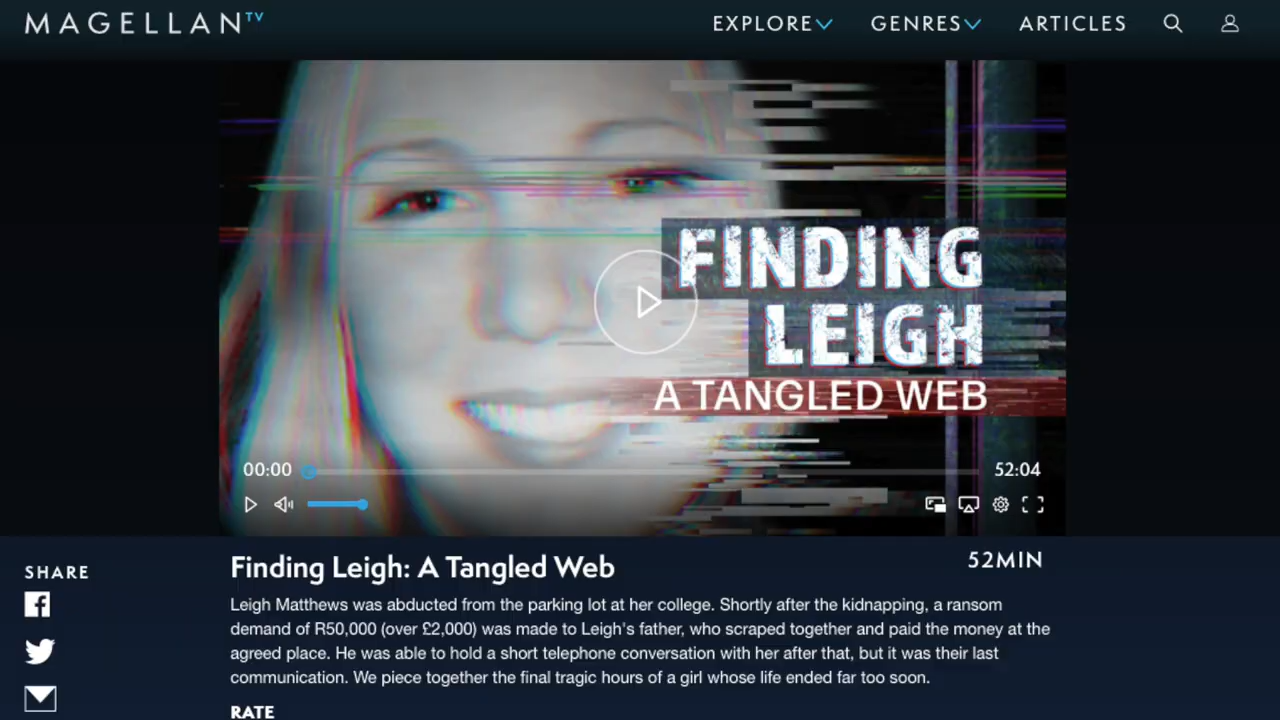 MAGELLANTV
EXPLORE GENRES ARTICLES
FINDING
LEIGH
A TANGLED WEB
00:00 52:04
Finding Leigh: A Tangled Web 52MIN
SHARE
Leigh Matthews was abducted from the parking lot at her college. Shortly after the kidnapping, a ransom
demand of R50,000 (over £2,000) was made to Leigh's father, who scraped together and paid the money at the
agreed place. He was able to hold a short telephone conversation with her after that, but it was their last
communication. We piece together the final tragic hours of a girl whose life ended far too soon.
RATE